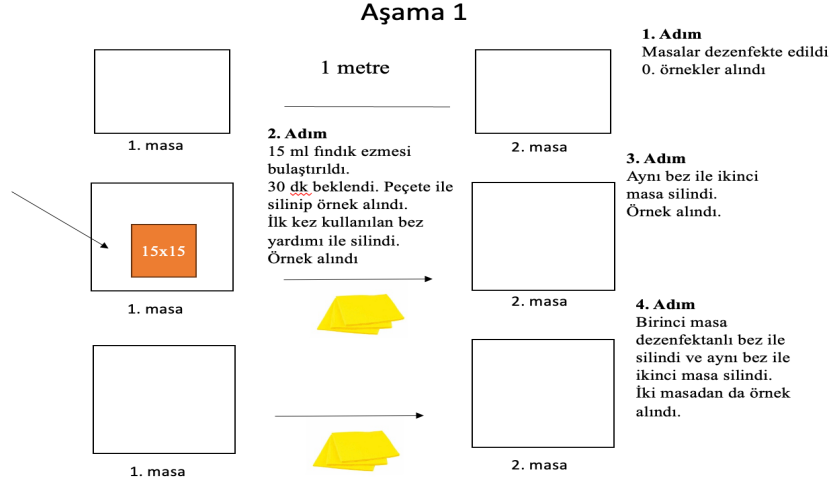 Aşama 1
1. Adım
Masalar dezenfekte edildi
0. örnekler alındı
1 metre
1. masa
2. masa
2. Adım
15 ml fındık ezmesi
bulaştırıldı.
30 dk beklendi. Peçete ile
silinip örnek alındı.
İlk kez kullanılan bez
yardımı ile silindi.
Örnek alındı
3. Adım
Aynı bez ile ikinci
masa silindi.
Örnek alındı.
15x15
1. masa
2. masa
4. Adım
Birinci masa
dezenfektanlı bez ile
silindi ve aynı bez ile
ikinci masa silindi.
İki masadan da örnek
alındı.
1. masa
2. masa